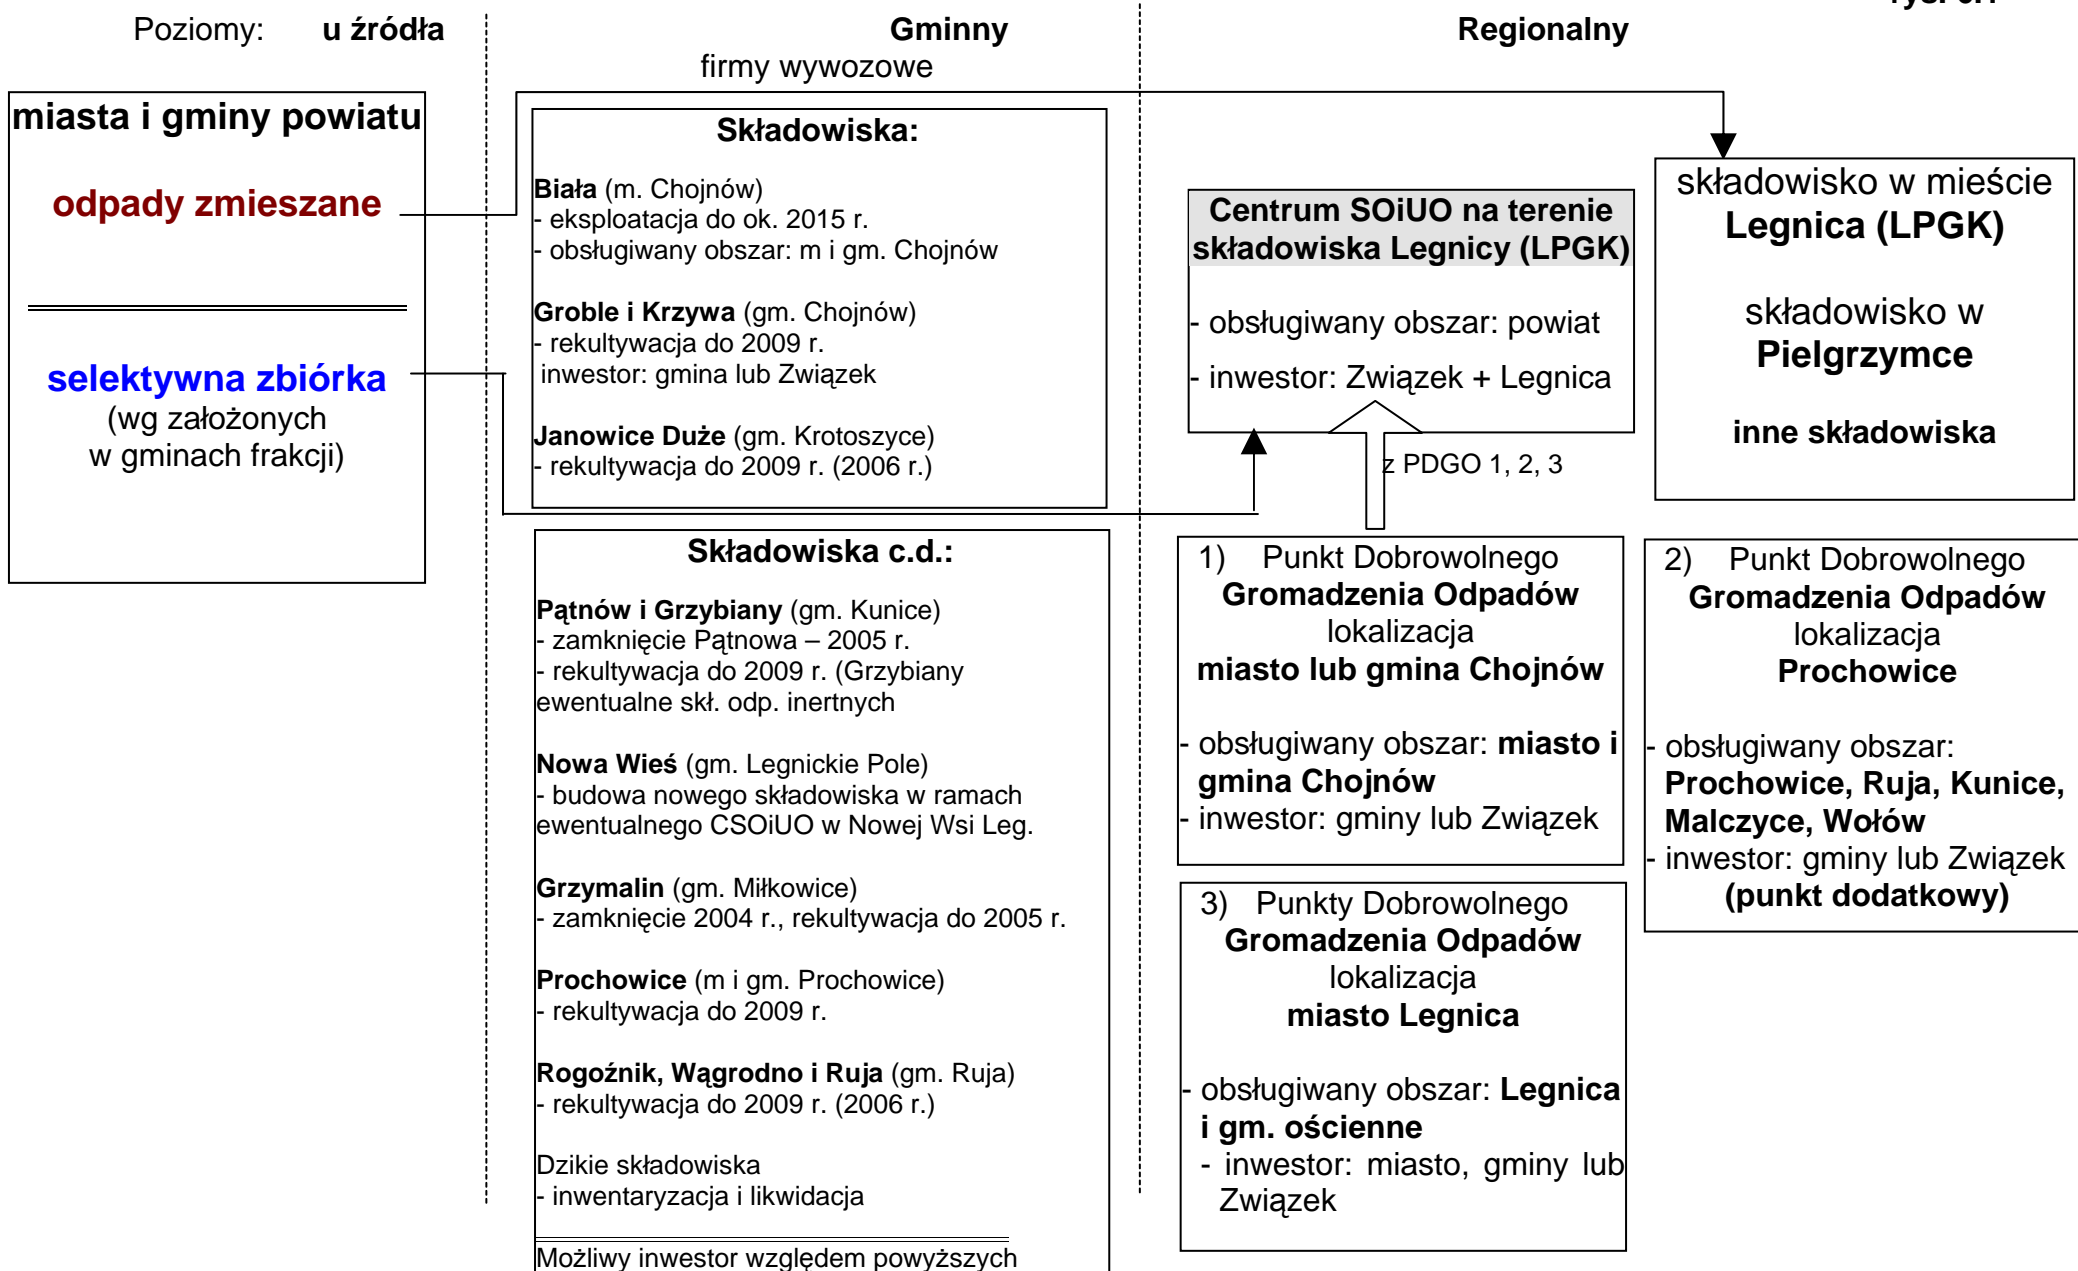 Poziomy: u źródła
Gminny
Regionalny
firmy wywozowe
miasta i gminy powiatu
odpady zmieszane
selektywna zbiórka
(wg założonych
w gminach frakcji)
Składowiska:
Biała (m. Chojnów)
- eksploatacja do ok. 2015 r.
- obsługiwany obszar: m i gm. Chojnów
Groble i Krzywa (gm. Chojnów)
- rekultywacja do 2009 r.
inwestor: gmina lub Związek
Janowice Duże (gm. Krotoszyce)
- rekultywacja do 2009 r. (2006 r.)
Składowiska c.d.:
Pątnów i Grzybiany (gm. Kunice)
- zamknięcie Pątnowa – 2005 r.
- rekultywacja do 2009 r. (Grzybiany
ewentualne skł. odp. inertnych
Nowa Wieś (gm. Legnickie Pole)
- budowa nowego składowiska w ramach
ewentualnego CSOiUO w Nowej Wsi Leg.
Grzymalin (gm. Miłkowice)
- zamknięcie 2004 r., rekultywacja do 2005 r.
Prochowice (m i gm. Prochowice)
- rekultywacja do 2009 r.
Rogoźnik, Wągrodno i Ruja (gm. Ruja)
- rekultywacja do 2009 r. (2006 r.)
Dzikie składowiska
- inwentaryzacja i likwidacja
Możliwy inwestor względem powyższych
Centrum SOiUO na terenie
składowiska Legnicy (LPGK)
- obsługiwany obszar: powiat
- inwestor: Związek + Legnica
z PDGO 1, 2, 3
składowisko w mieście
Legnica (LPGK)
składowisko w
Pielgrzymce
inne składowiska
1) Punkt Dobrowolnego
Gromadzenia Odpadów
lokalizacja
miasto lub gmina Chojnów
- obsługiwany obszar: miasto i
gmina Chojnów
- inwestor: gminy lub Związek
2) Punkt Dobrowolnego
Gromadzenia Odpadów
lokalizacja
Prochowice
- obsługiwany obszar:
Prochowice, Ruja, Kunice,
Malczyce, Wołów
- inwestor: gminy lub Związek
(punkt dodatkowy)
3) Punkty Dobrowolnego
Gromadzenia Odpadów
lokalizacja
miasto Legnica
- obsługiwany obszar: Legnica
i gm. ościenne
- inwestor: miasto, gminy lub
Związek